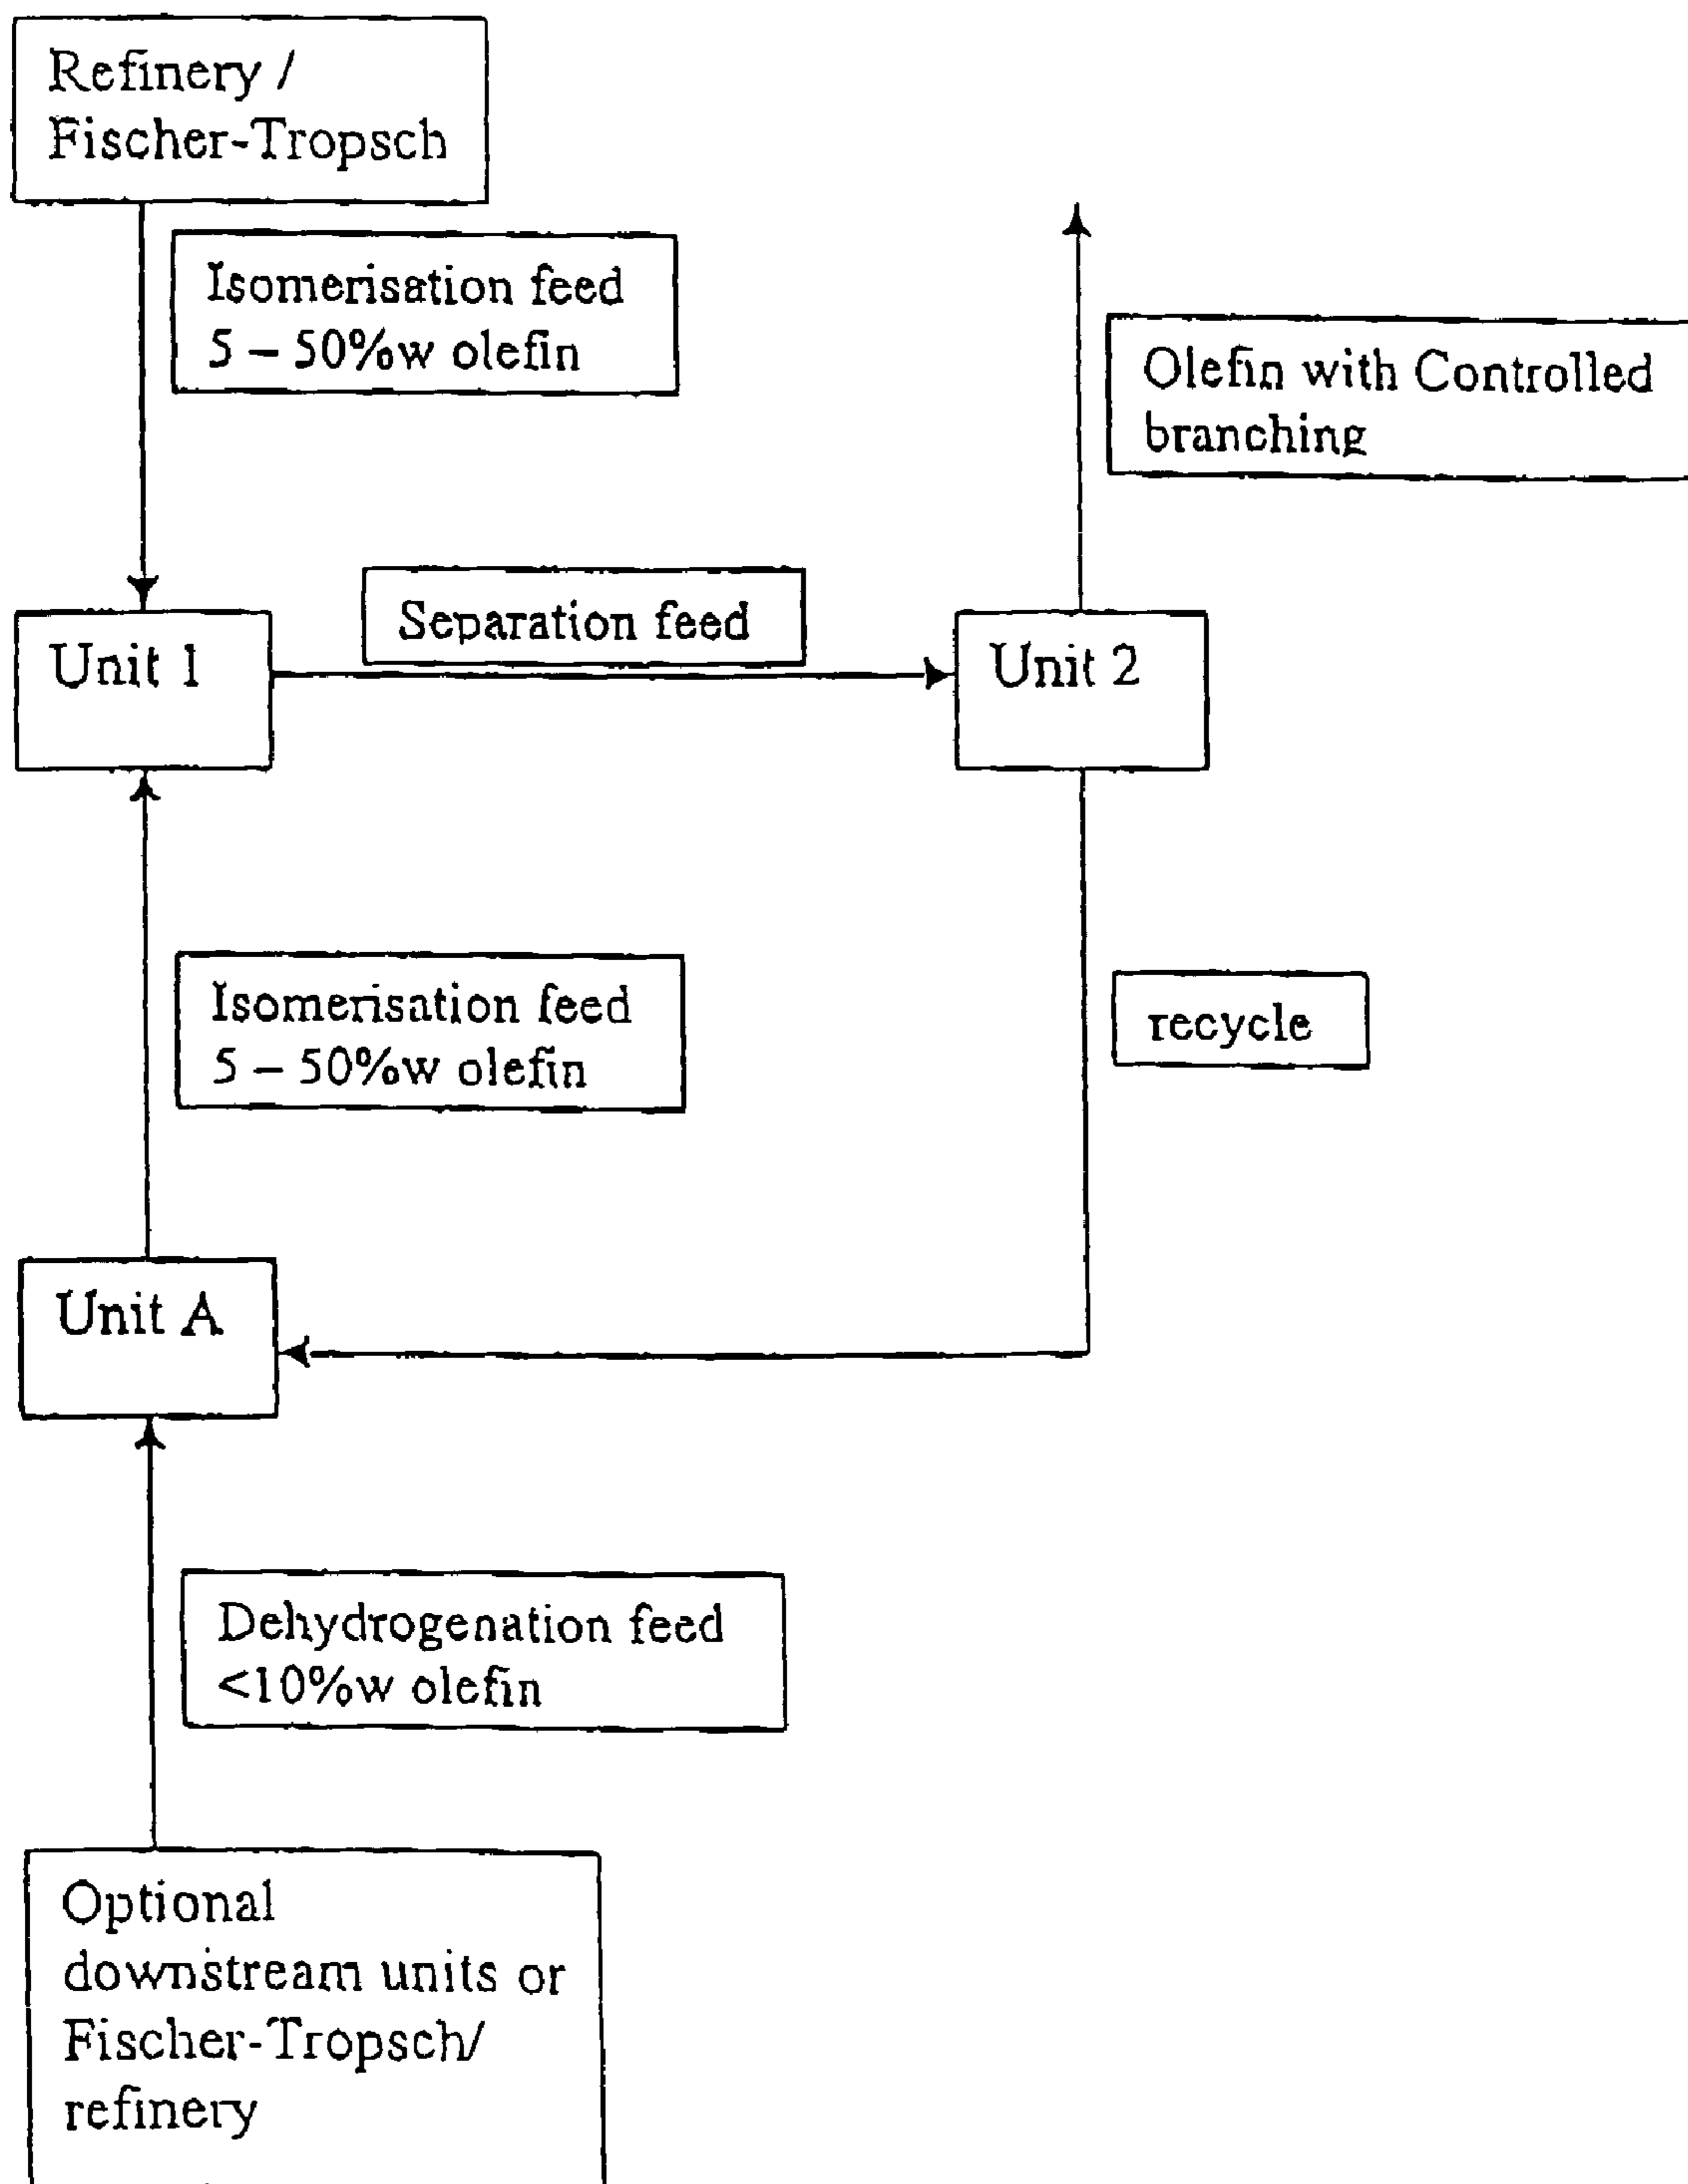 Refinery /
Fischer-Tropsch
Isomerisation feed
5 – 50%w olefin
Olefin with Controlled
branching
Separation feed
Unit 1
Unit 2
Isomerisation feed
5 – 50%w olefin
recycle
Unit A
Dehydrogenation feed
<10%w olefin
Optional
downstream units or
Fischer-Tropsch/
refinery